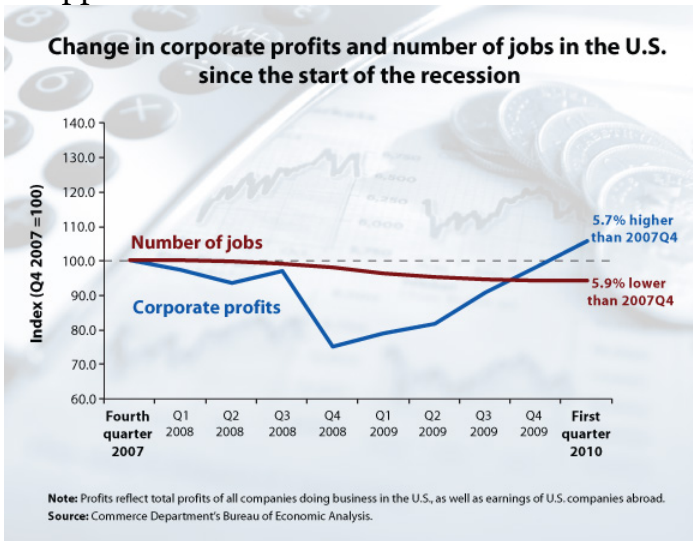 Change in corporate profits and number of jobs in the U.S.
since the start of the recession
Index (Q4 2007 =100)
140.0
130.0
120.0
110.0
100.0
90.0
80.0
70.0
60.0
Number of jobs
Corporate profits
5.7% higher
than 2007Q4
5.9% lower
than 2007Q4
Fourth quarter 2007
Q1 2008
Q2 2008
Q3 2008
Q4 2008
Q1 2009
Q2 2009
Q3 2009
Q4 2009
First quarter 2010
Note: Profits reflect total profits of all companies doing business in the U.S., as well as earnings of U.S. companies abroad.
Source: Commerce Department's Bureau of Economic Analysis.